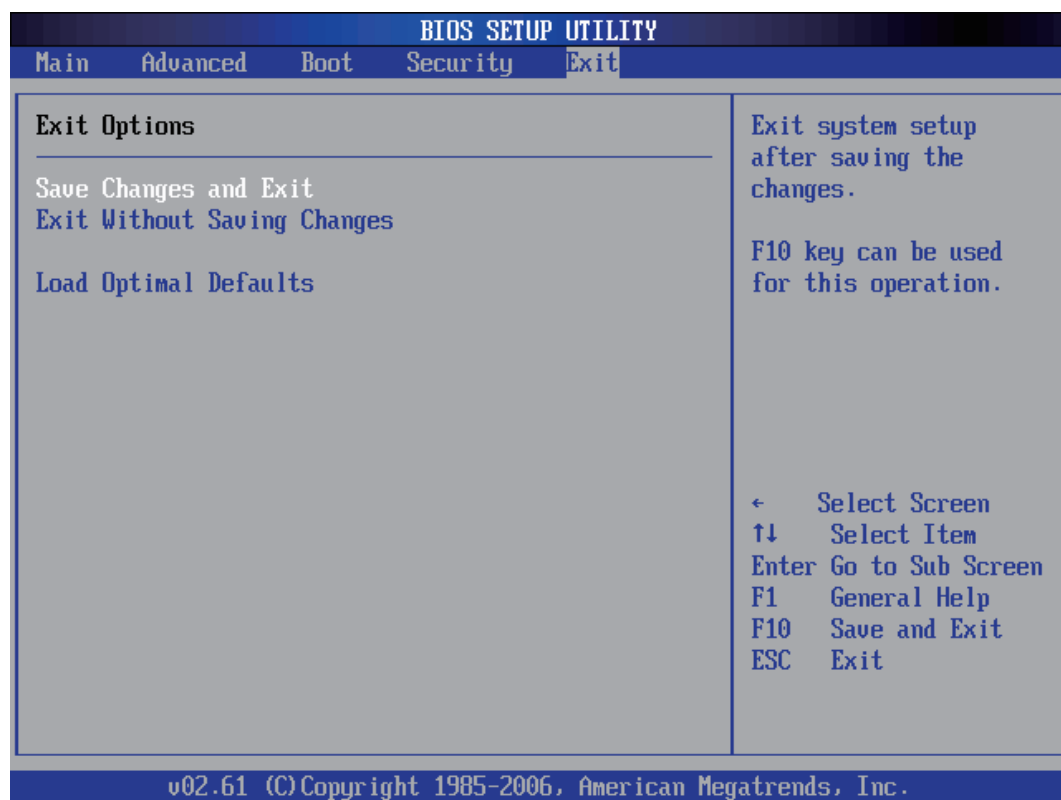 BIOS SETUP UTILITY
Main Advanced Boot Security Exit
Exit Options
Save Changes and Exit
Exit Without Saving Changes
Load Optimal Defaults
Exit system setup
after saving the
changes.
F10 key can be used
for this operation.
← Select Screen
↑↓ Select Item
Enter Go to Sub Screen
F1 General Help
F10 Save and Exit
ESC Exit
v02.61 (C)Copyright 1985-2006, American Megatrends, Inc.